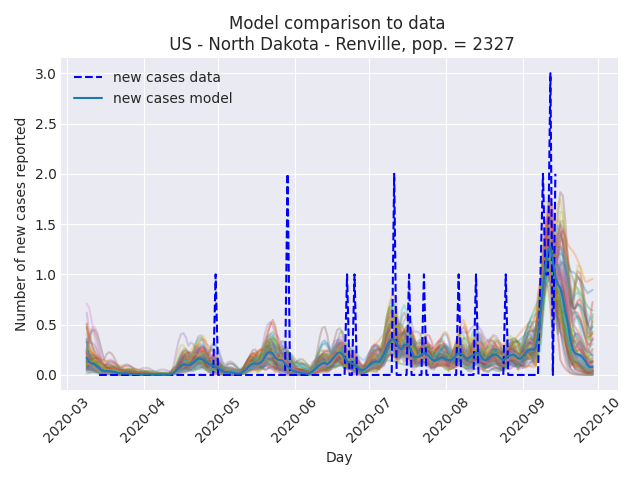 Model comparison to data
US - North Dakota - Renville, pop. = 2327
new cases data
new cases model
Number of new cases reported
3.0
2.5
2.0
1.5
1.0
0.5
0.0
2020-03
2020-04
2020-05
2020-06
2020-07
2020-08
2020-09
2020-10
Day